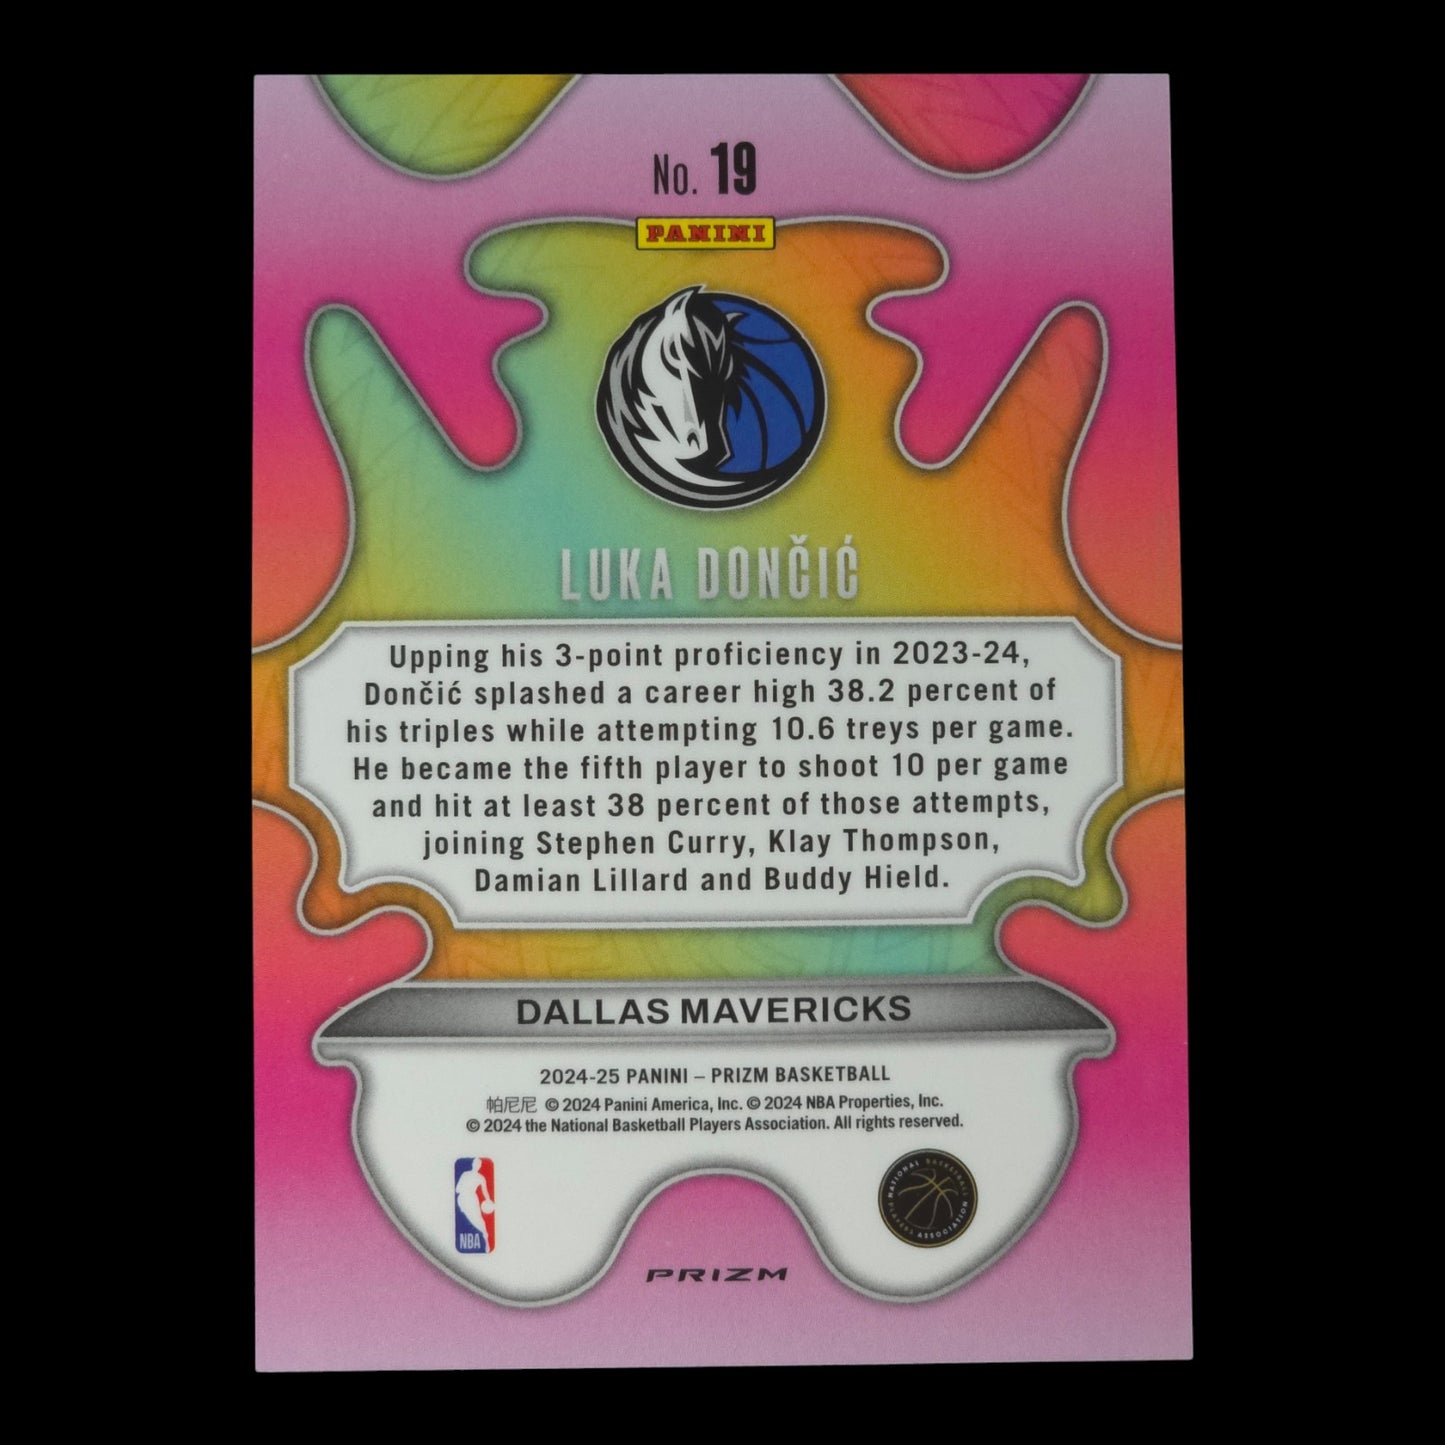 No. 19
PANINI
LUKA DONČIĆ
Upping his 3-point proficiency in 2023-24,
Dončić splashed a career high 38.2 percent of
his triples while attempting 10.6 treys per game.
He became the fifth player to shoot 10 per game
and hit at least 38 percent of those attempts,
joining Stephen Curry, Klay Thompson,
Damian Lillard and Buddy Hield.
DALLAS MAVERICKS
2024-25 PANINI – PRIZM BASKETBALL
帕尼尼 © 2024 Panini America, Inc. © 2024 NBA Properties, Inc.
© 2024 the National Basketball Players Association. All rights reserved.
NBA
NATIONAL BASKETBALL PLAYERS ASSOCIATION
PRIZM